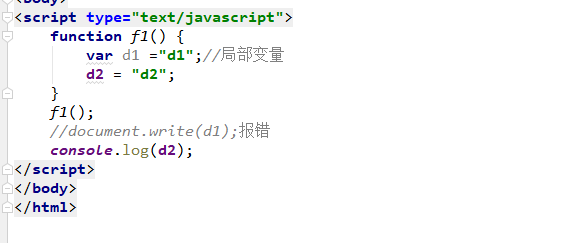 <body>
<script type="text/javascript">
function f1() {
var d1 ="d1";//局部变量
d2 = "d2";
}
f1();
//document.write(d1);报错
console.log(d2);
</script>
</body>
</html>